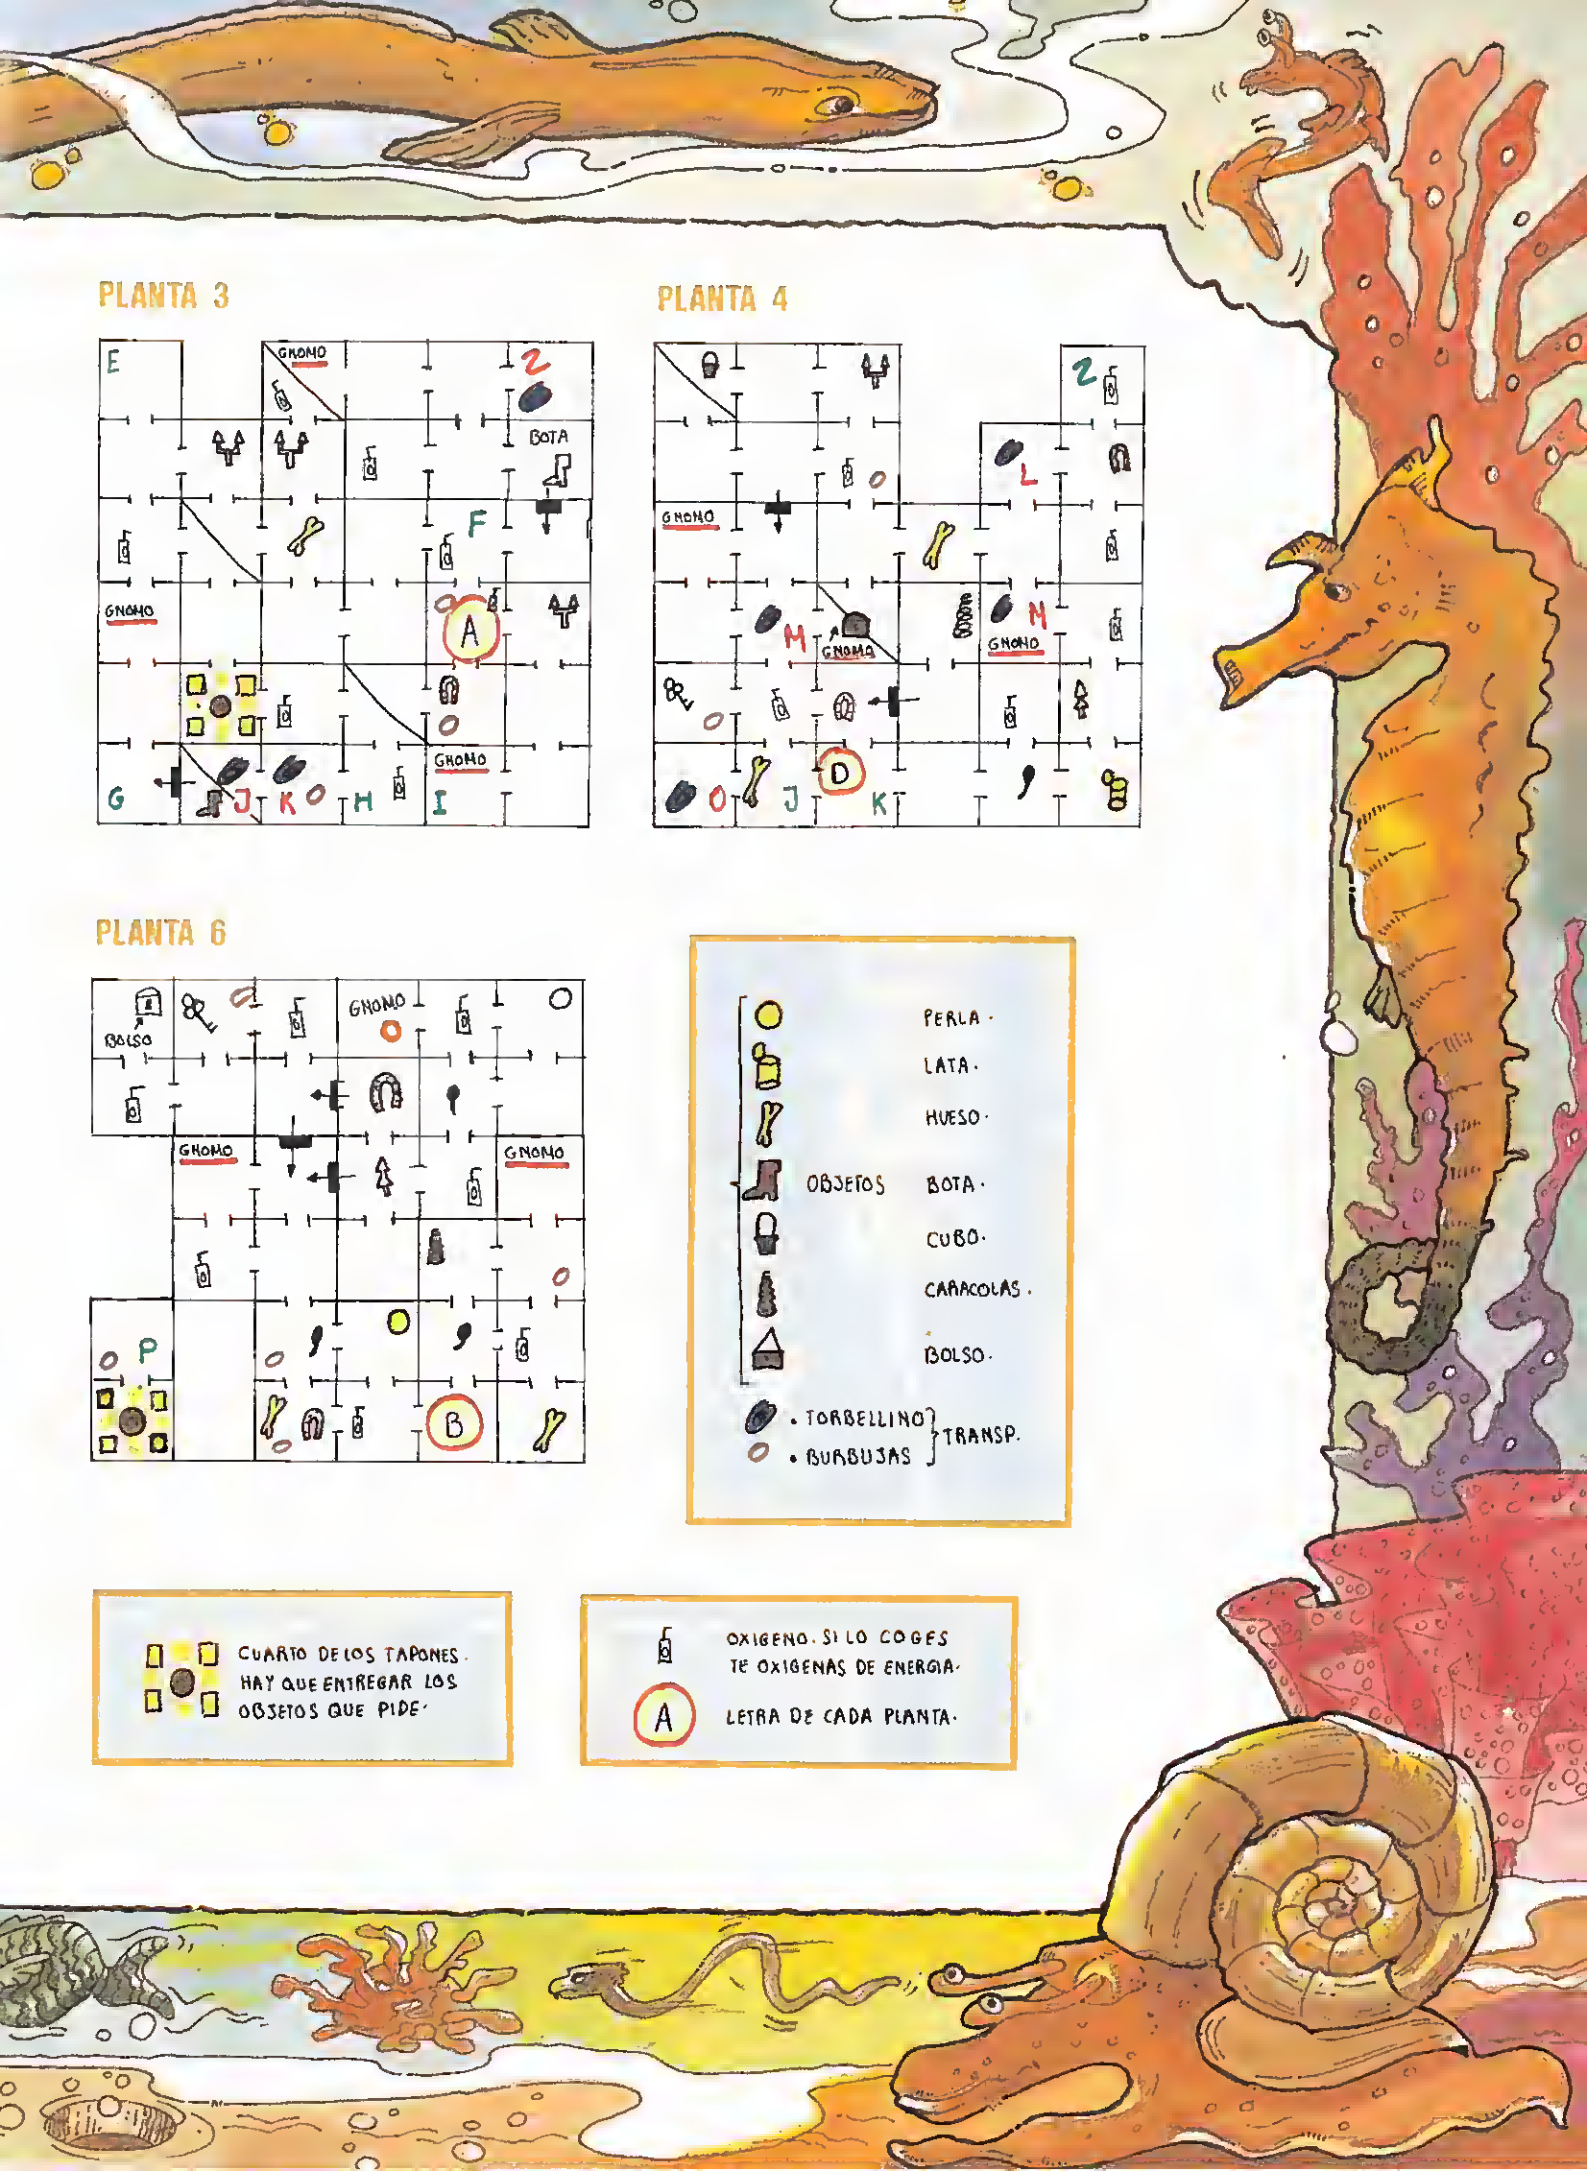 PLANTA 3
E
GNOMO
2
BOTA
F
GNOMO
A
GNOMO
G
J
K
H
I
PLANTA 4
2
L
GNOMO
M
GNOMO
M
GNOMO
O
J
D
K
PLANTA 6
BOLSO
GNOMO
GNOMO
GNOMO
P
B
PERLA.
LATA.
HUESO.
OBJETOS BOTA.
CUBO.
CARACOLAS.
BOLSO.
. TORBELLINO
. BURBUJAS } TRANSP.
CUARTO DE LOS TAPONES.
HAY QUE ENTREGAR LOS
OBJETOS QUE PIDE.
OXIGENO. SI LO COGES
TE OXIGENAS DE ENERGIA.
A
LETRA DE CADA PLANTA.